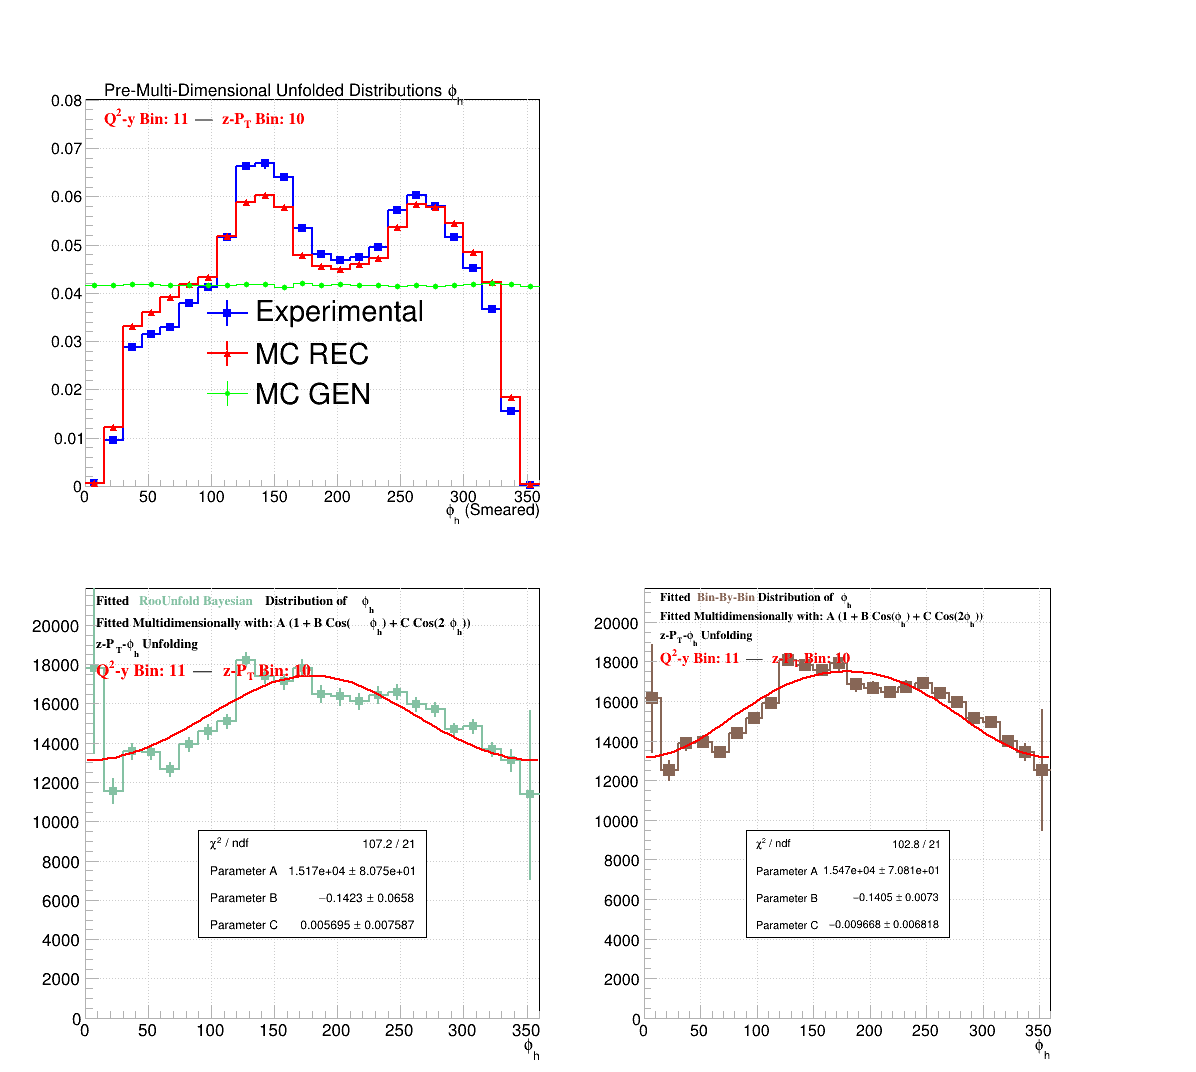 Pre-Multi-Dimensional Unfolded Distributions ϕh
Q2-y Bin: 11 — z-PT Bin: 10
0.08
0.07
0.06
0.05
0.04
0.03
0.02
0.01
0
Experimental
MC REC
MC GEN
0 50 100 150 200 250 300 350
ϕh (Smeared)
Fitted RooUnfold Bayesian Distribution of ϕh
Fitted Multidimensionally with: A (1 + B Cos( ϕh) + C Cos(2 ϕh))
z-PT-ϕh Unfolding
Q2-y Bin: 11 — z-PT Bin: 10
20000
18000
16000
14000
12000
10000
8000
6000
4000
2000
0
χ2 / ndf 107.2 / 21
Parameter A 1.517e+04 ± 8.075e+01
Parameter B −0.1423 ± 0.0658
Parameter C 0.005695 ± 0.007587
0 50 100 150 200 250 300 350
ϕh
Fitted Bin-By-Bin Distribution of ϕh
Fitted Multidimensionally with: A (1 + B Cos(ϕh) + C Cos(2ϕh))
z-PT-ϕh Unfolding
Q2-y Bin: 11 — z-PT Bin: 10
20000
18000
16000
14000
12000
10000
8000
6000
4000
2000
0
χ2 / ndf 102.8 / 21
Parameter A 1.547e+04 ± 7.081e+01
Parameter B −0.1405 ± 0.0073
Parameter C −0.009668 ± 0.006818
0 50 100 150 200 250 300 350
ϕh